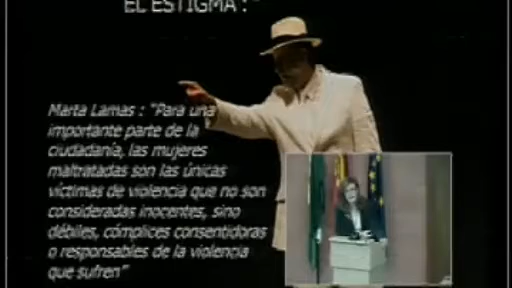 EL ESTIGMA : "
Marta Lamas : "Para una
importante parte de la
ciudadanía, las mujeres
maltratadas son las únicas
víctimas de violencia que no son
consideradas inocentes, sino
débiles, cómplices consentidoras
o responsables de la violencia
que sufren"